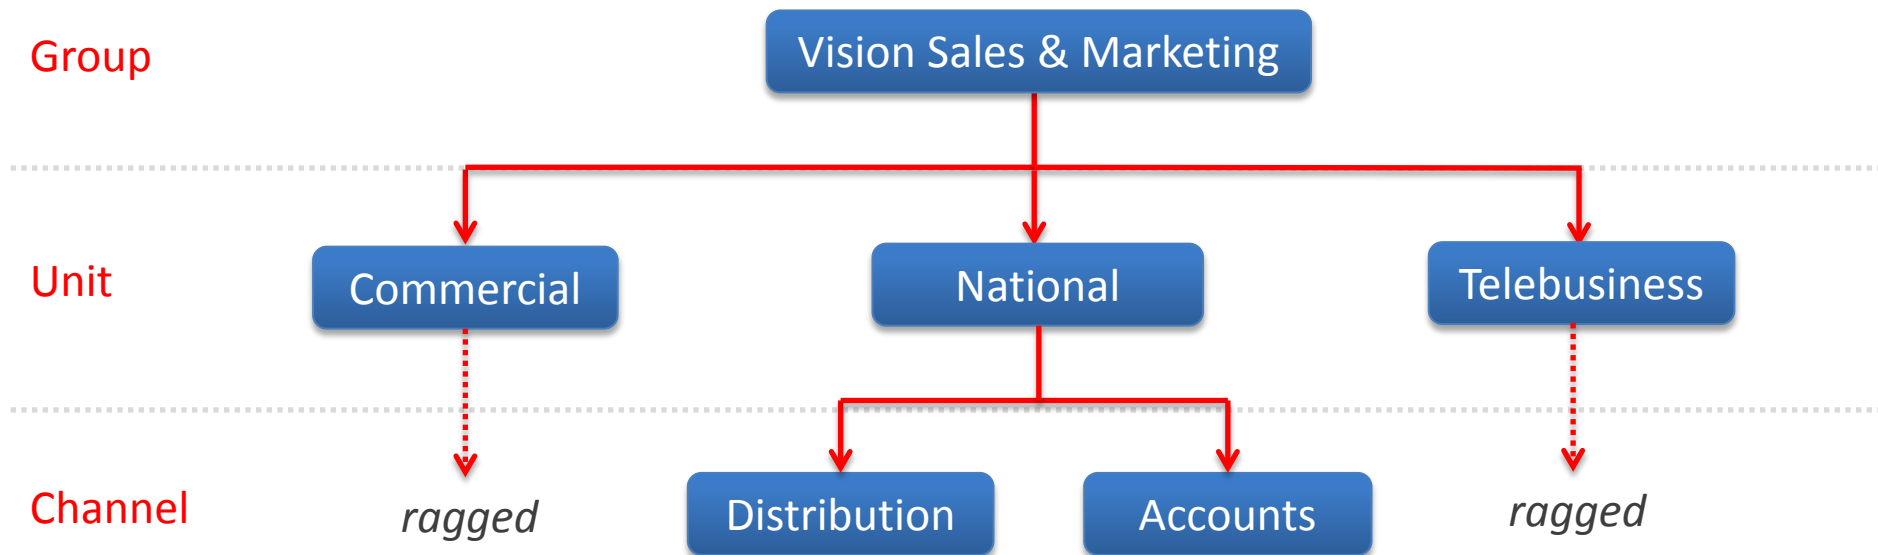 Group
Vision Sales & Marketing
Unit
Commercial
National
Telebusiness
Channel
ragged
Distribution
Accounts
ragged